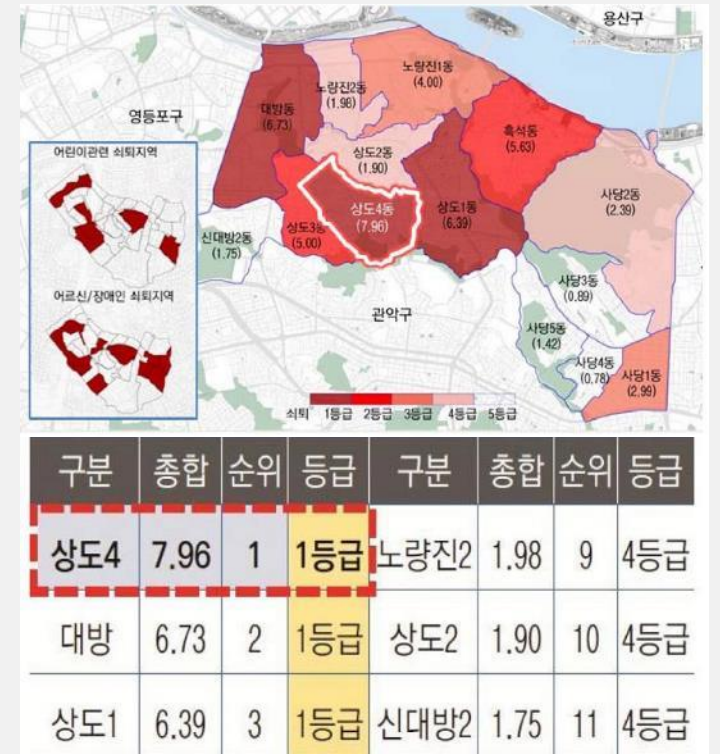 용산구
노량진1동
(4.00)
노량진2동
(1.98)
대방동
(6.73)
영등포구
흑석동
(5.63)
어린이관련 쇠퇴지역
상도2동
(1.90)
사당2동
(2.39)
상도4동
(7.96)
상도1동
(6.39)
상도3동
(5.00)
신대방2동
(1.75)
사당3동
(0.89)
어르신/장애인 쇠퇴지역
관악구
사당5동
(1.42)
사당4동
(0.78)
사당1동
(2.99)
쇠퇴 1등급 2등급 3등급 4등급 5등급
구분 총합 순위 등급 구분 총합 순위 등급
상도4 7.96 1 1등급 노량진2 1.98 9 4등급
대방 6.73 2 1등급 상도2 1.90 10 4등급
상도1 6.39 3 1등급 신대방2 1.75 11 4등급